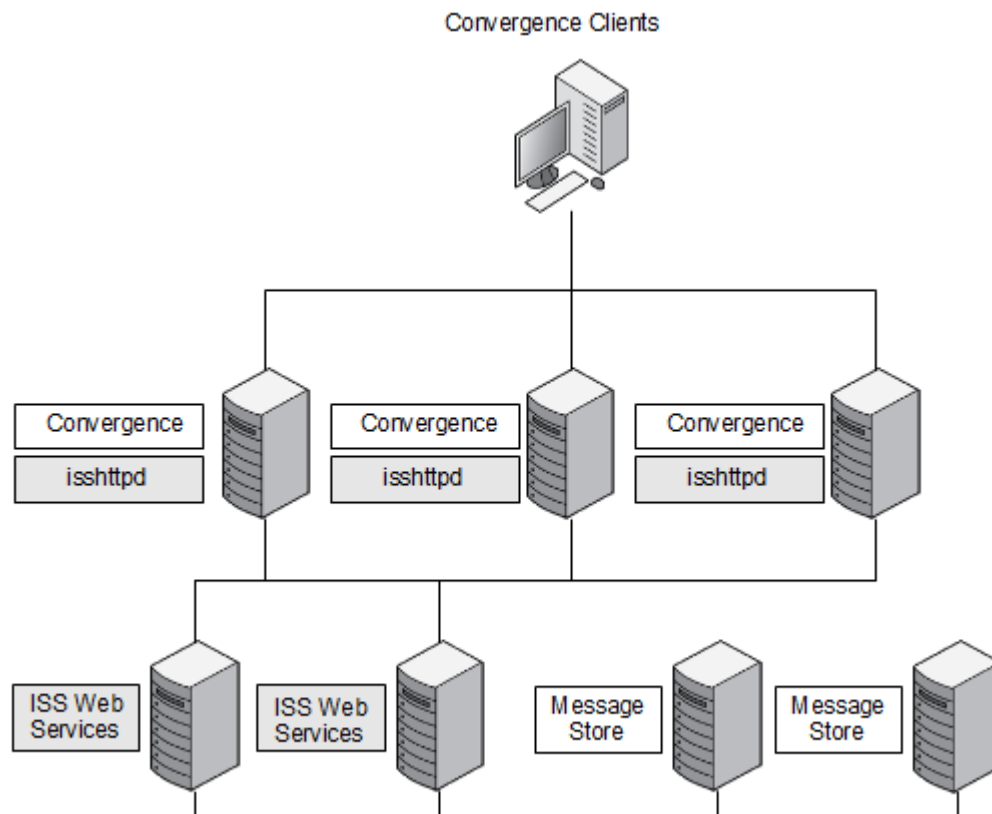 Convergence Clients
Convergence
isshttpd
Convergence
isshttpd
Convergence
isshttpd
ISS Web
Services
ISS Web
Services
Message
Store
Message
Store